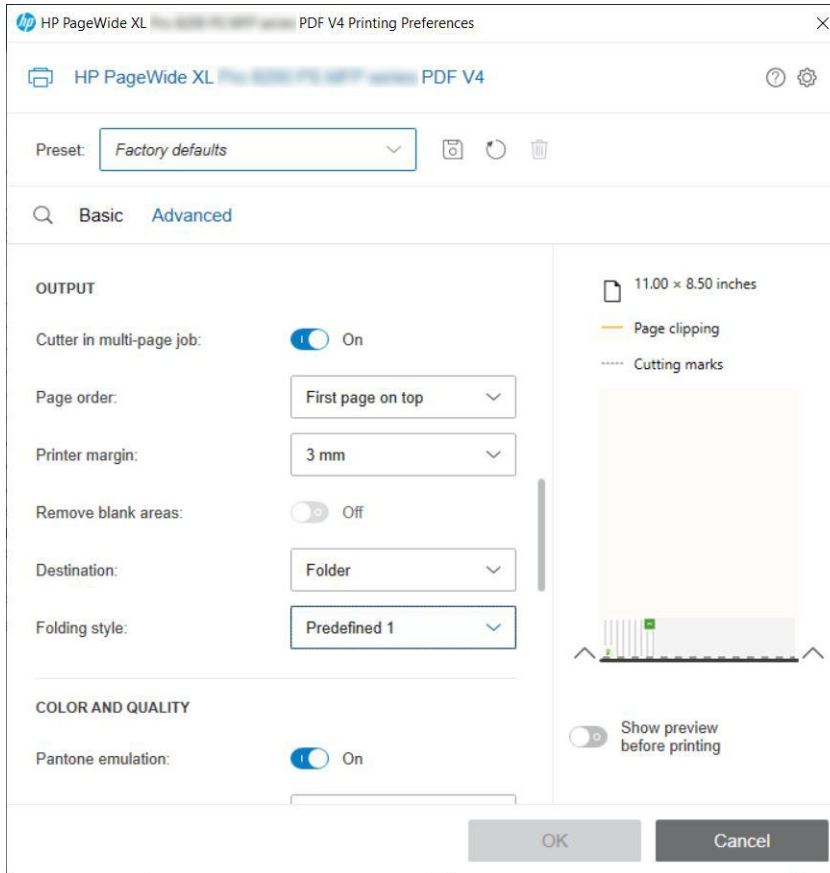 hp HP PageWide XL PDF V4 Printing Preferences
HP PageWide XL PDF V4
Preset: Factory defaults
Basic Advanced
OUTPUT
Cutter in multi-page job: On
Page order: First page on top
Printer margin: 3 mm
Remove blank areas: Off
Destination: Folder
Folding style: Predefined 1
COLOR AND QUALITY
Pantone emulation: On
11.00 × 8.50 inches
Page clipping
Cutting marks
Show preview
before printing
OK Cancel